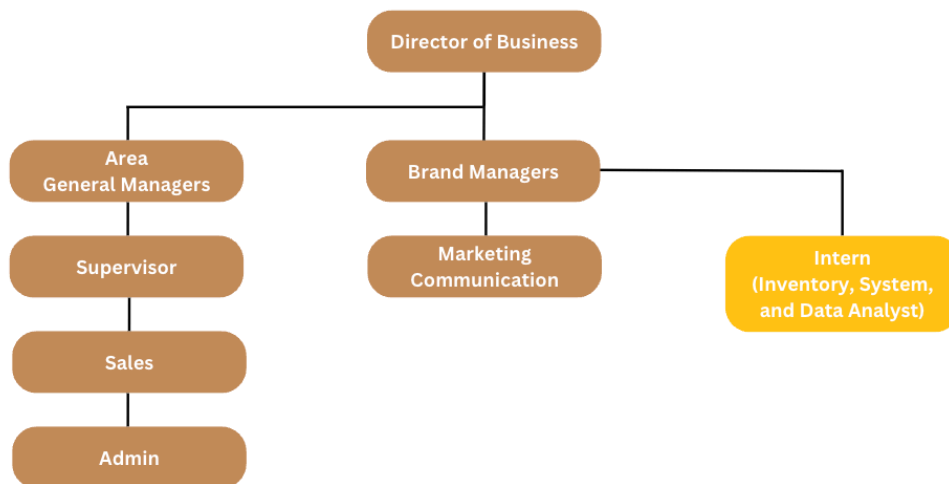 Director of Business
Area
General Managers
Brand Managers
Supervisor
Marketing
Communication
Intern
(Inventory, System,
and Data Analyst)
Sales
Admin